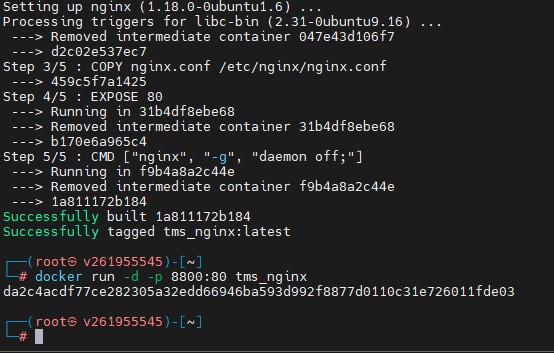 Setting up nginx (1.18.0-0ubuntu1.6) ...
Processing triggers for libc-bin (2.31-0ubuntu9.16) ...
 ---> Removed intermediate container 047e43d106f7
 ---> d2c02e537ec7
Step 3/5 : COPY nginx.conf /etc/nginx/nginx.conf
 ---> 459c5f7a1425
Step 4/5 : EXPOSE 80
 ---> Running in 31b4df8ebe68
 ---> Removed intermediate container 31b4df8ebe68
 ---> b170e6a965c4
Step 5/5 : CMD ["nginx", "-g", "daemon off;"]
 ---> Running in f9b4a8a2c44e
 ---> Removed intermediate container f9b4a8a2c44e
 ---> 1a811172b184
Successfully built 1a811172b184
Successfully tagged tms_nginx:latest
┌──(root㉿ v261955545)-[~]
└─# docker run -d -p 8800:80 tms_nginx
da2c4acdf77ce282305a32edd66946ba593d992f8877d0110c31e726011fde03
┌──(root㉿ v261955545)-[~]
└─#